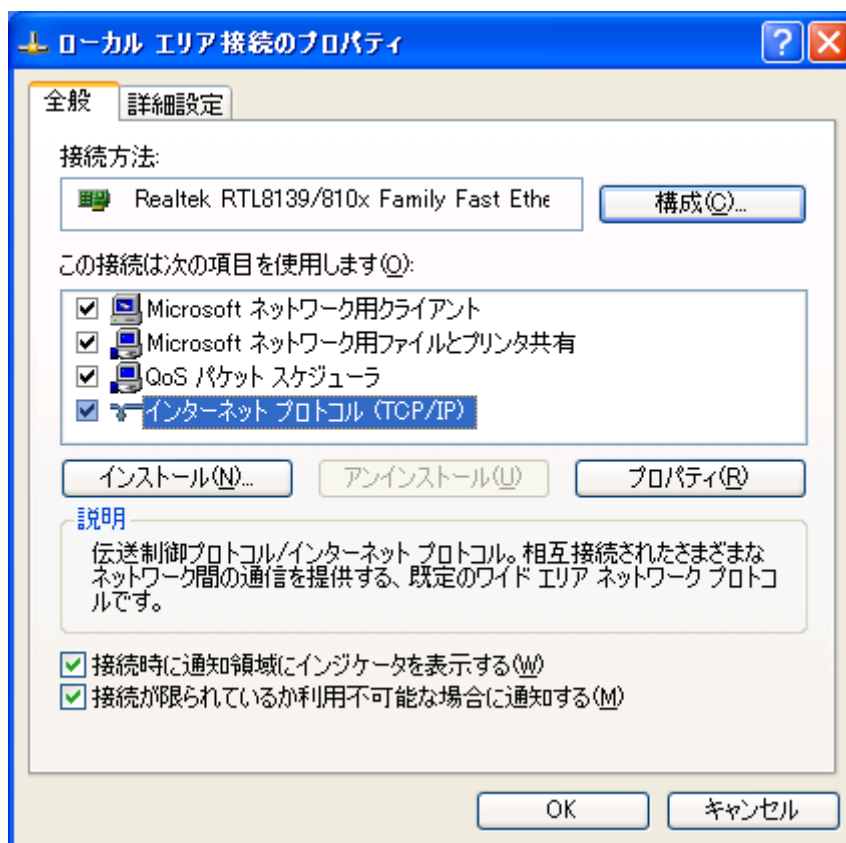 ローカル エリア接続のプロパティ
全般 詳細設定
接続方法:
Realtek RTL8139/810x Family Fast Ethe
構成(C)...
この接続は次の項目を使用します(O):
Microsoft ネットワーク用クライアント
Microsoft ネットワーク用ファイルとプリンタ共有
QoS パケット スケジューラ
インターネット プロトコル (TCP/IP)
インストール(N)... アンインストール(U) プロパティ(R)
説明
伝送制御プロトコル/インターネット プロトコル。相互接続されたさまざまな
ネットワーク間の通信を提供する、既定のワイド エリア ネットワーク プロトコ
ルです。
接続時に通知領域にインジケータを表示する(W)
接続が限られているか利用不可能な場合に通知する(M)
OK キャンセル